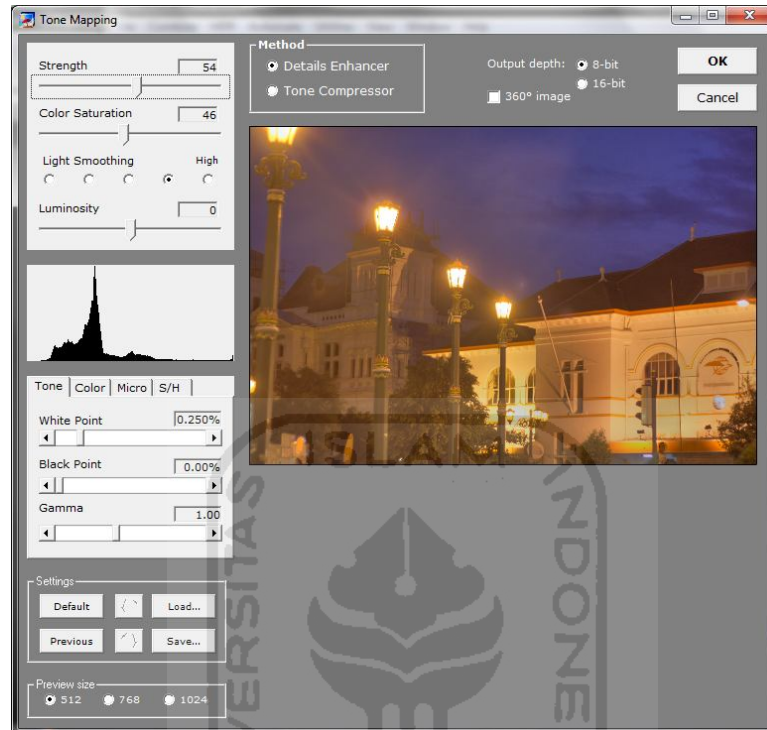 Tone Mapping
Strength 54
Color Saturation 46
Light Smoothing High
Luminosity 0
Method
Details Enhancer
Tone Compressor
Output depth: 8-bit
16-bit
360° image
OK
Cancel
Tone Color Micro S/H
White Point 0.250%
Black Point 0.00%
Gamma 1.00
Settings
Default Load...
Previous Save...
Preview size
512 768 1024
ISLAM